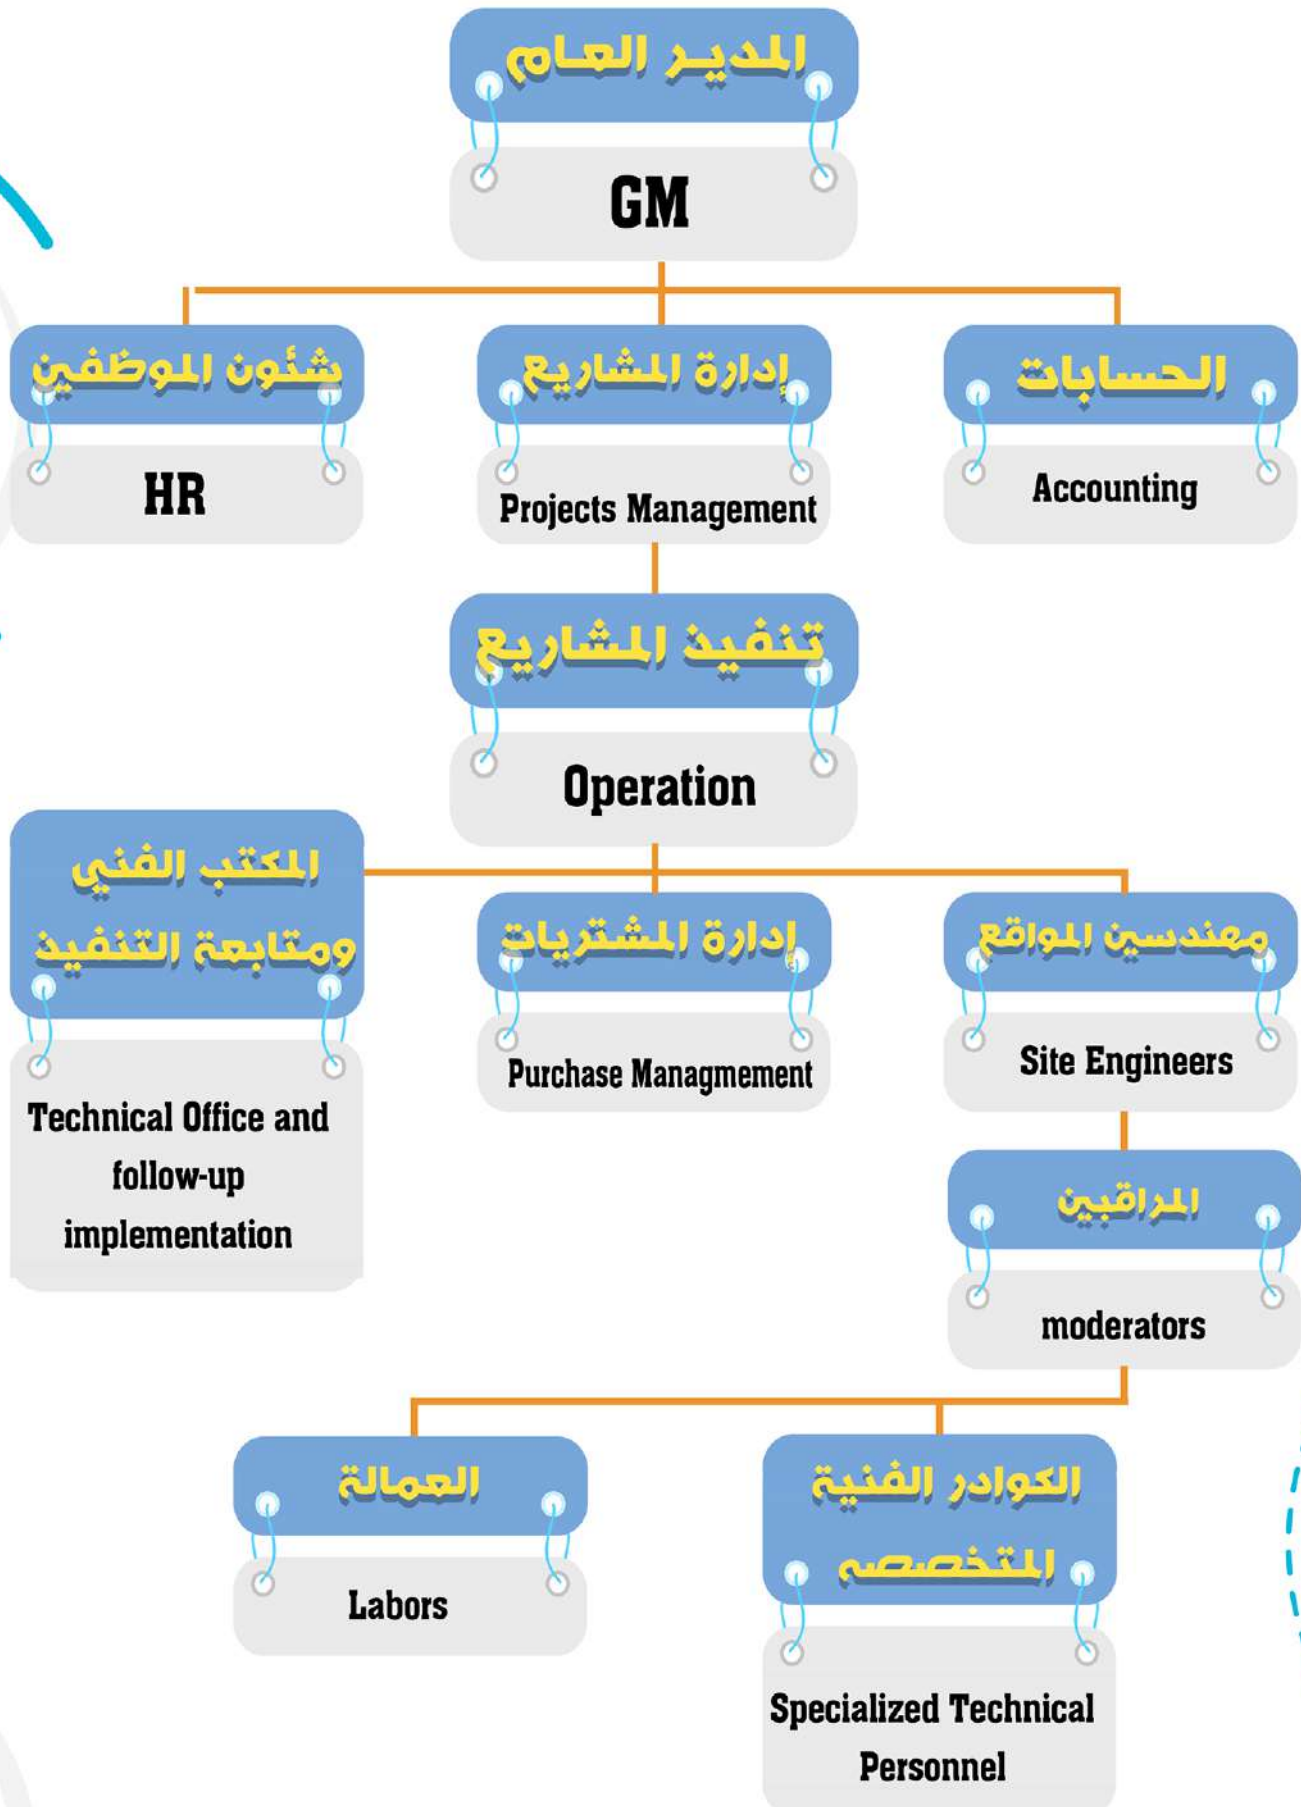 المدير العام
GM
شئون الموظفين
HR
إدارة المشاريع
Projects Management
الحسابات
Accounting
تنفيذ المشاريع
Operation
المكتب الفني
ومتابعة التنفيذ
Technical Office and
follow-up
implementation
إدارة المشتريات
Purchase Managmement
مهندسين المواقع
Site Engineers
المراقبين
moderators
العمالة
Labors
الكوادر الفنية
المتخصصه
Specialized Technical
Personnel